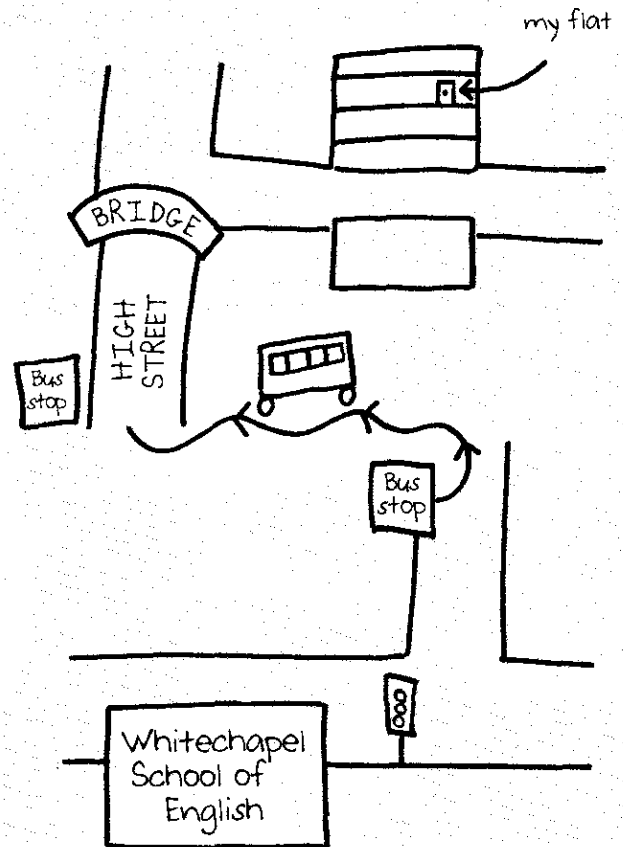 my flat
BRIDGE
HIGH
STREET
Bus
stop
Bus
stop
Whitechapel
School of
English